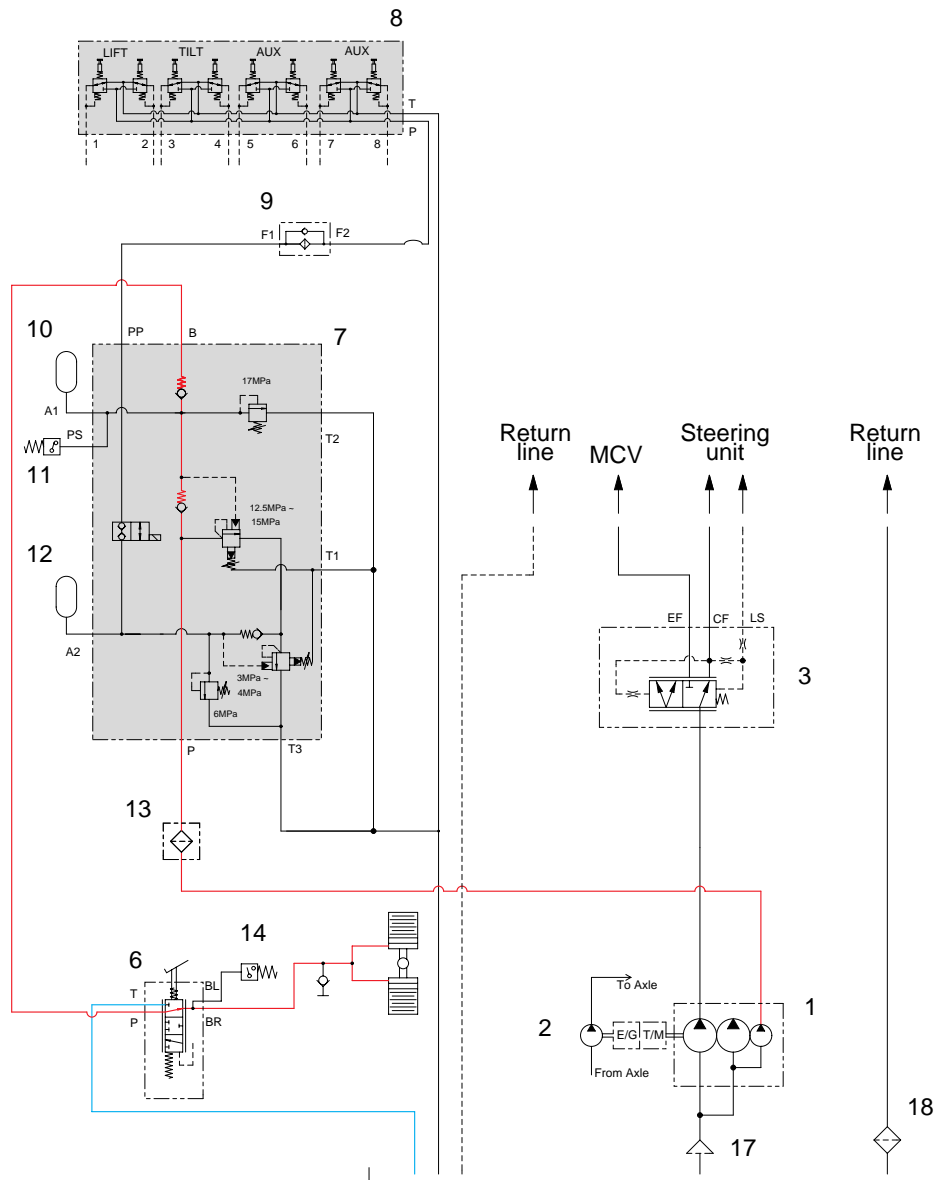 8
LIFT TILT AUX AUX
T
P
1 2 3 4 5 6 7 8
9
F1 F2
10
PP B
7
17MPa
A1
PS
T2
11
Return
line
MCV
Steering
unit
Return
line
12.5MPa ~
15MPa
12
T1
A2
EF CF LS
3MPa ~
4MPa
6MPa
3
P
T3
13
14
6
BL
T
P
BR
To Axle
1
2
E/G T/M
From Axle
17
18